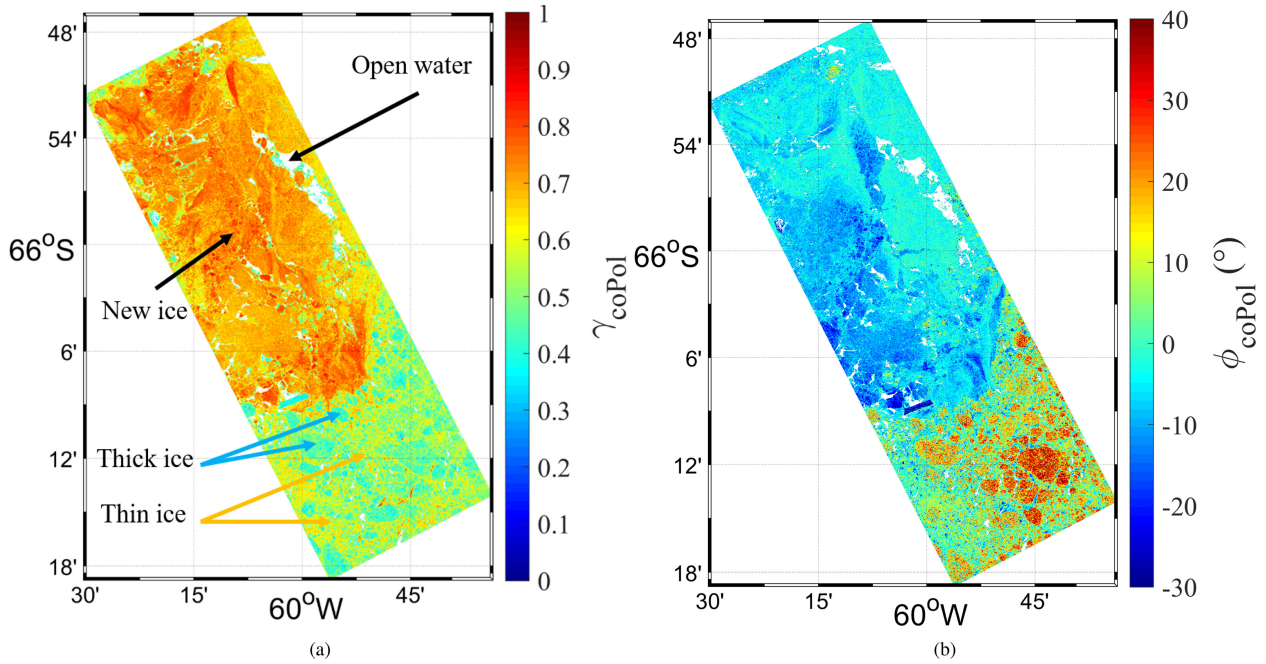 48'
54'
66°S
6'
12'
18'
30'
15'
60°W
45'
Open water
New ice
Thick ice
Thin ice
1
0.9
0.8
0.7
0.6
0.5
0.4
0.3
0.2
0.1
0
γcoPol
(a)
48'
54'
66°S
6'
12'
18'
30'
15'
60°W
45'
40
30
20
10
0
-10
-20
-30
ϕcoPol (°)
(b)